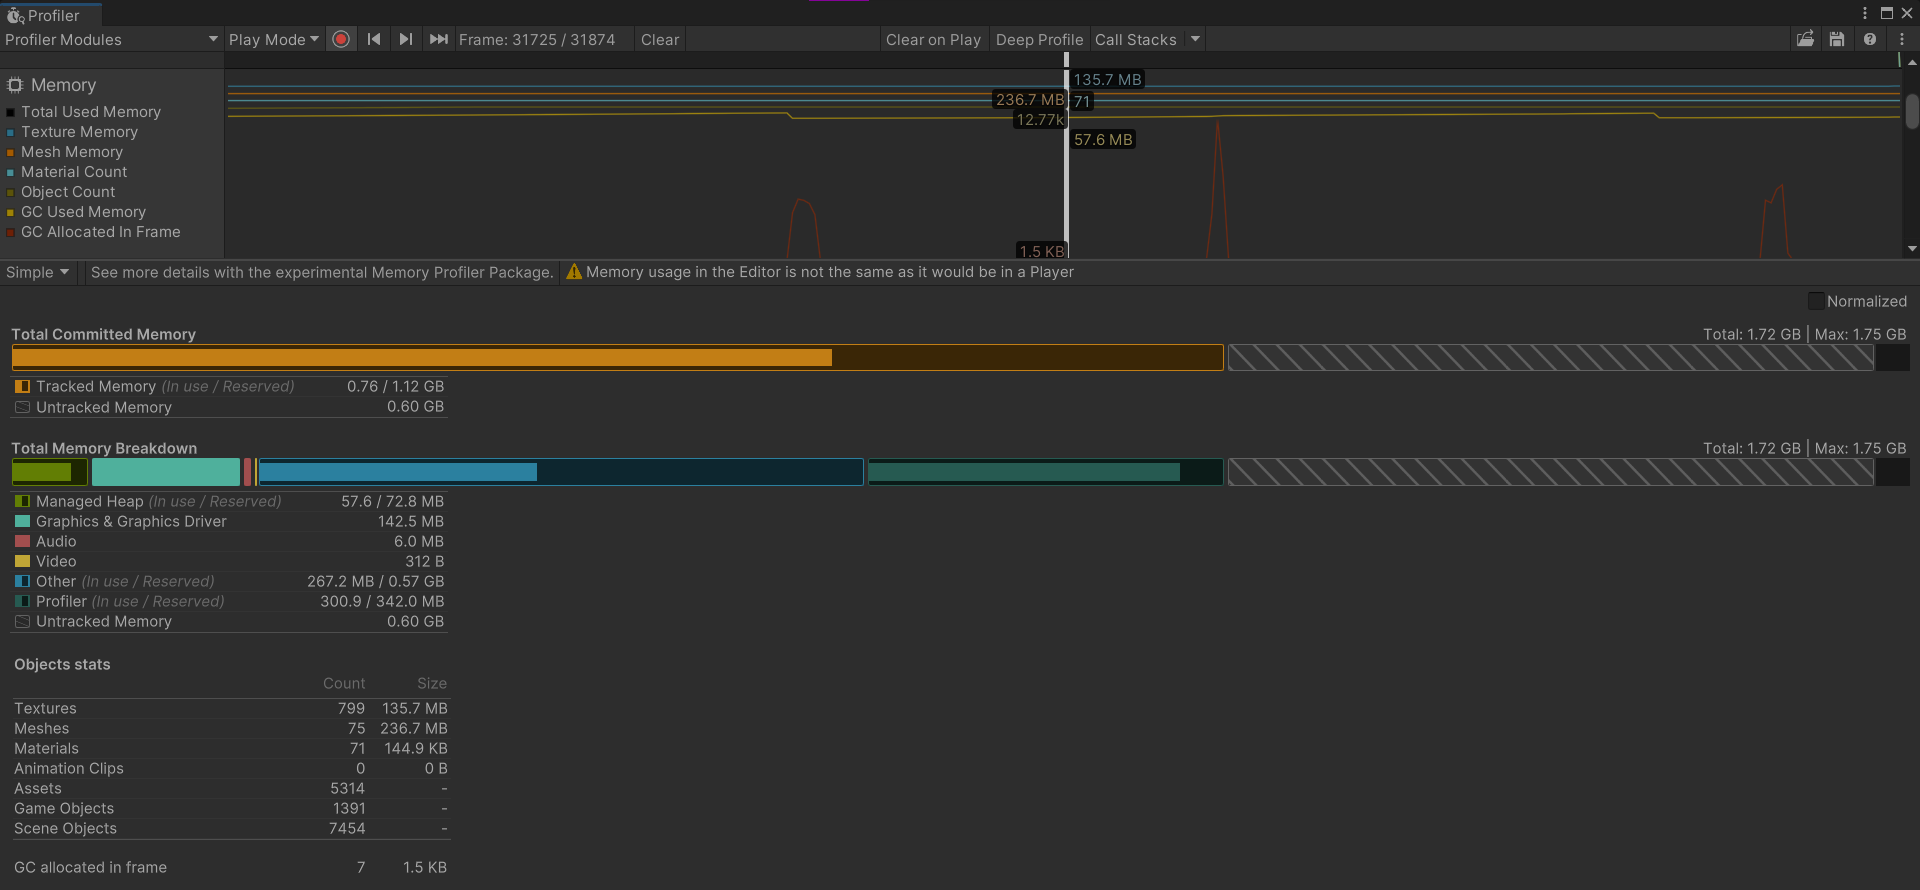 Profiler
Profiler Modules Play Mode Frame: 31725 / 31874 Clear Clear on Play Deep Profile Call Stacks
Memory
Total Used Memory
Texture Memory
Mesh Memory
Material Count
Object Count
GC Used Memory
GC Allocated In Frame
135.7 MB
236.7 MB 71
12.77k
57.6 MB
1.5 KB
Simple See more details with the experimental Memory Profiler Package. Memory usage in the Editor is not the same as it would be in a Player
Normalized
Total Committed Memory Total: 1.72 GB | Max: 1.75 GB
Tracked Memory (In use / Reserved) 0.76 / 1.12 GB
Untracked Memory 0.60 GB
Total Memory Breakdown Total: 1.72 GB | Max: 1.75 GB
Managed Heap (In use / Reserved) 57.6 / 72.8 MB
Graphics & Graphics Driver 142.5 MB
Audio 6.0 MB
Video 312 B
Other (In use / Reserved) 267.2 MB / 0.57 GB
Profiler (In use / Reserved) 300.9 / 342.0 MB
Untracked Memory 0.60 GB
Objects stats
Count Size
Textures 799 135.7 MB
Meshes 75 236.7 MB
Materials 71 144.9 KB
Animation Clips 0 0 B
Assets 5314 -
Game Objects 1391 -
Scene Objects 7454 -
GC allocated in frame 7 1.5 KB